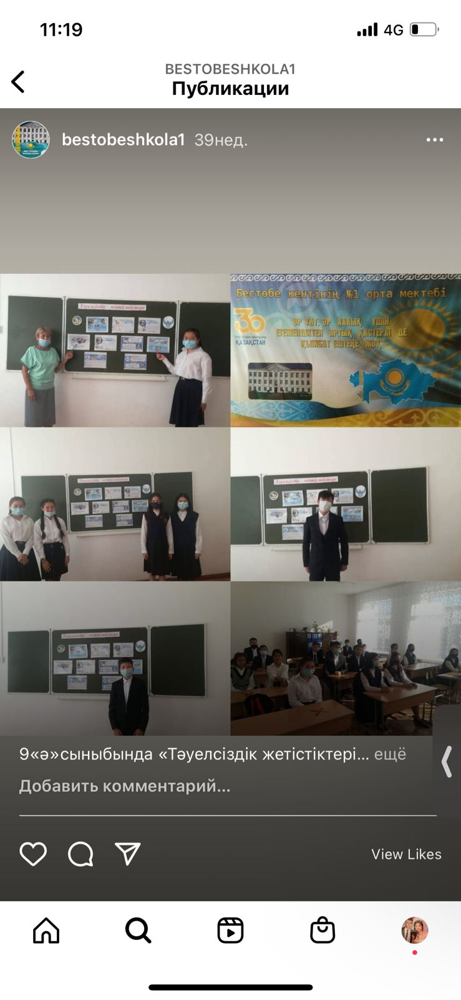 11:19
4G
BESTOBESHKOLA1
Публикации
bestobeshkola1 39нед.
Тәуелсіздік жетістіктері
Бестөбе кентінің №1 орта мектебі
30
ҚАЗАҚСТАН
ӘР ҰЛТ, ӘР ХАЛЫҚ ҮШІН
ЕГЕМЕНДІКТЕН АРТЫҚ, ҚАСТЕРЛІ ДЕ
ҚЫМБАТ ЕШТЕҢЕ ЖОҚ
Тәуелсіздік жетістіктері
Тәуелсіздік жетістіктері
Тәуелсіздік жетістіктері
9«ә»сыныбында «Тәуелсіздік жетістіктері... ещё
Добавить комментарий...
View Likes